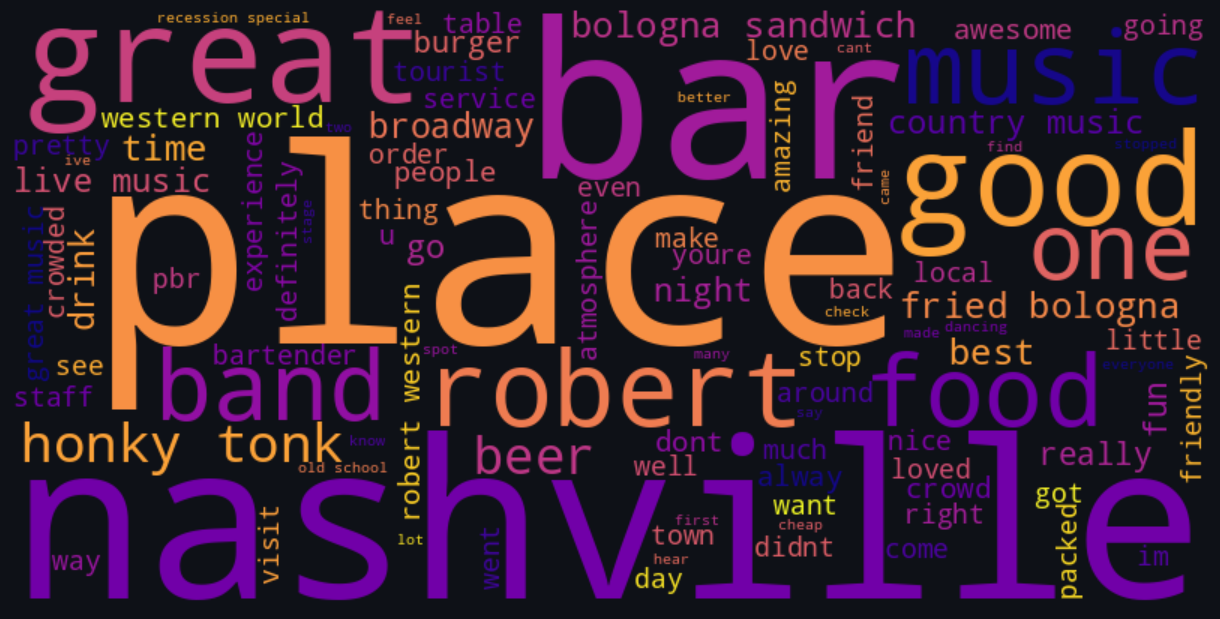 recession special
great
feel
table
bologna sandwich
awesome
going
burger
love
cant
bar
music
tourist
service
better
amazing
friend
western world
two
broadway
country music
pretty
ive
time
order
people
find
stopped
good
live music
experience
definitely
stage
even
came
place
great music
crowded
drink
pbr
thing
u
go
atmosphere
make
youre
night
back
check
local
one
fried bologna
made
dancing
little
see
staff
bartender
band
robert western
spot
robert
many
stop
around
say
best
food
everyone
fun
friendly
honky tonk
know
old school
beer
dont
well
much
alway
nice
loved
crowd
right
really
nashville
way
visit
lot
went
first
town
hear
day
want
cheap
didnt
come
got
packed
im